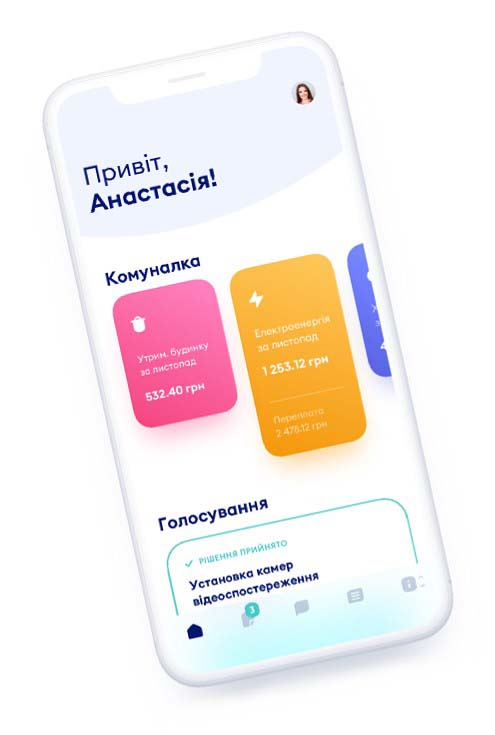 Привіт,
Анастасія!
Комуналка
Утрим. будинку
за листопад
532.40 грн
Електроенергія
за листопад
1 253.12 грн
Переплата
2 478.12 грн
Голосування
РІШЕННЯ ПРИЙНЯТО
Установка камер
відеоспостереження
3